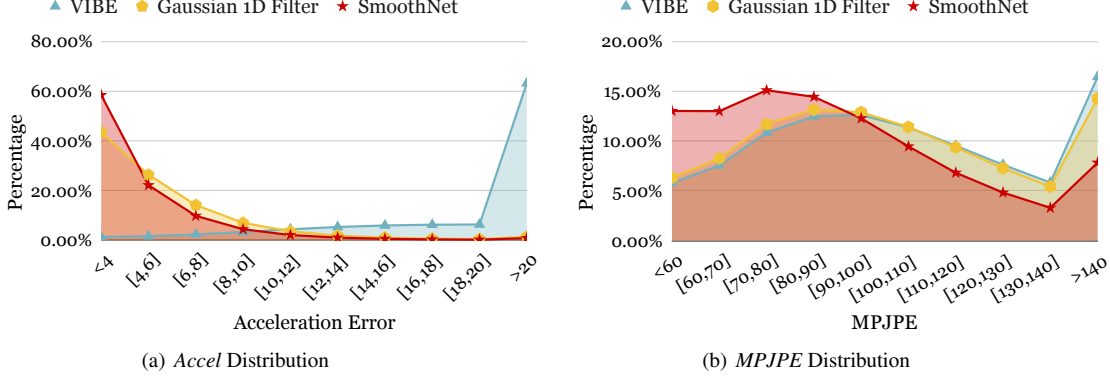 VIBE Gaussian 1D Filter SmoothNet
80.00%
60.00%
40.00%
20.00%
0.00%
Percentage
<4 [4,6] [6,8] [8,10] [10,12] [12,14] [14,16] [16,18] [18,20] >20
Acceleration Error
(a) Accel Distribution
VIBE Gaussian 1D Filter SmoothNet
20.00%
15.00%
10.00%
5.00%
0.00%
Percentage
<60 [60,70] [70,80] [80,90] [90,100] [100,110] [110,120] [120,130] [130,140] >140
MPJPE
(b) MPJPE Distribution